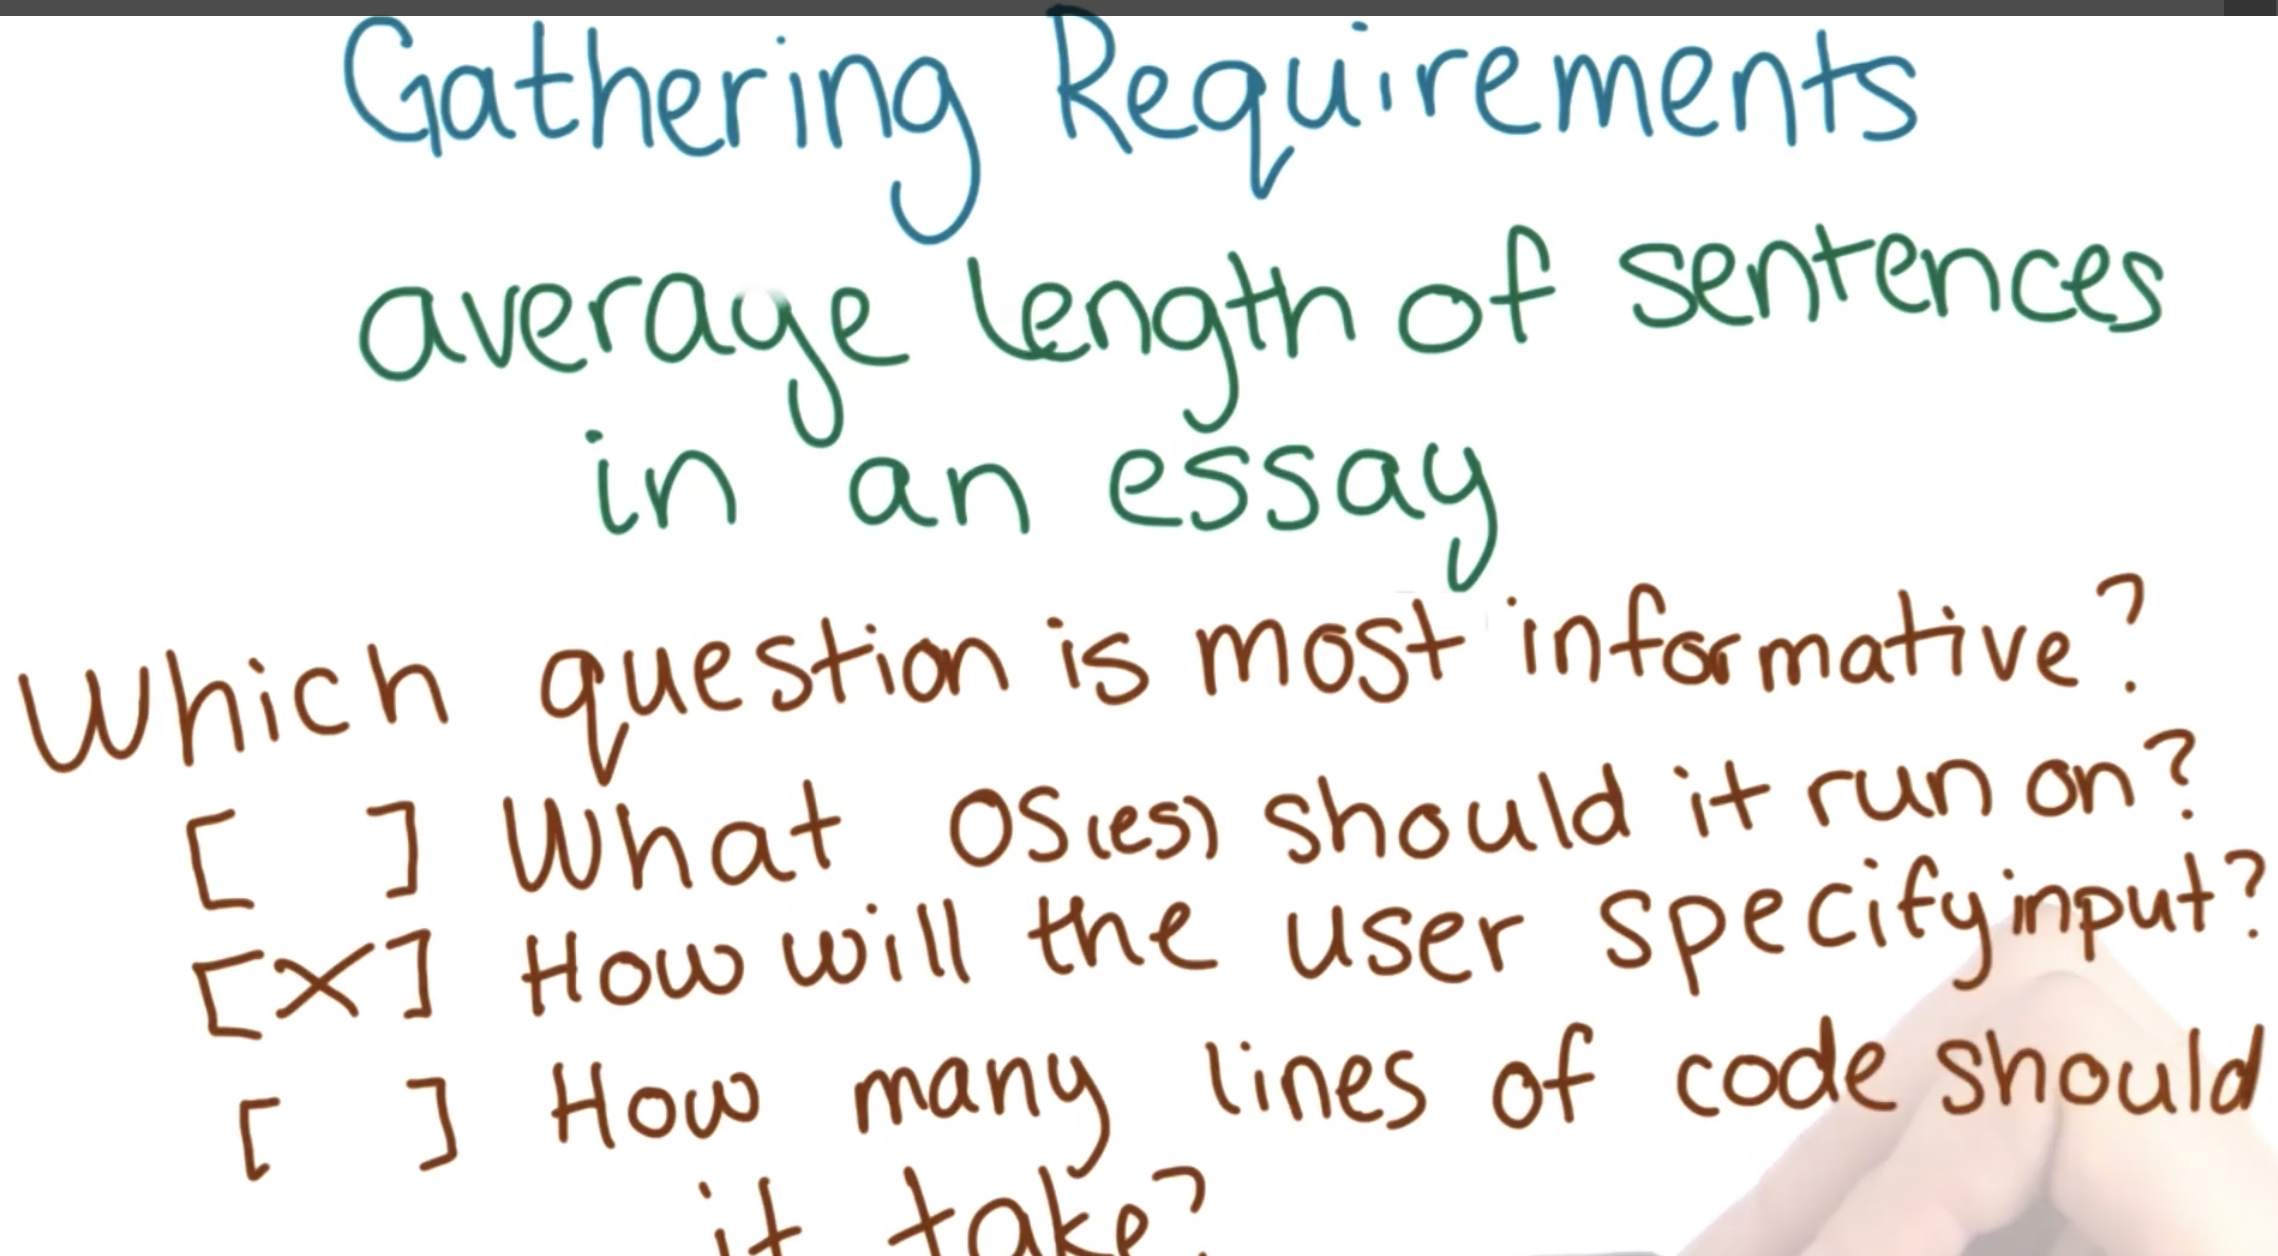 Gathering Requirements
average length of sentences
in an essay
Which question is most informative?
[ ] What OS(es) should it run on?
[X] How will the user specify input?
[ ] How many lines of code should
it take?